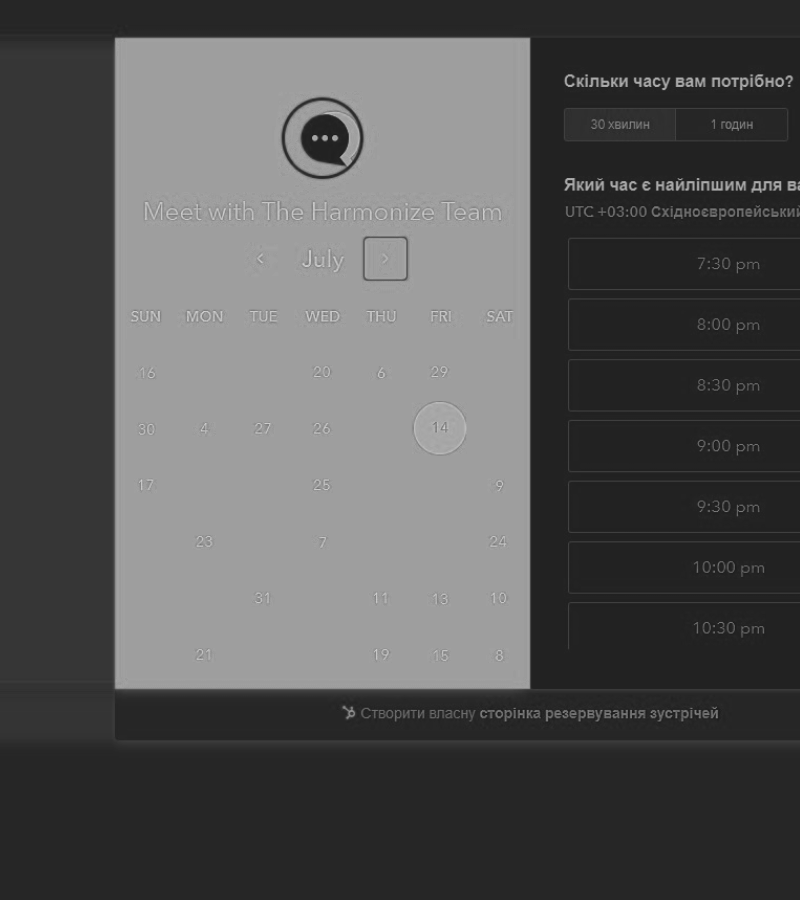 Meet with The Harmonize Team
July
SUN MON TUE WED THU FRI SAT
16 20 6 29
30 4 27 26 14
17 25 9
23 7 24
31 11 13 10
21 19 15 8
Скільки часу вам потрібно?
30 хвилин 1 годин
Який час є найліпшим для
UTC +03:00 Східноєвропейський
7:30 pm
8:00 pm
8:30 pm
9:00 pm
9:30 pm
10:00 pm
10:30 pm
Створити власну сторінка резервування зустрічей